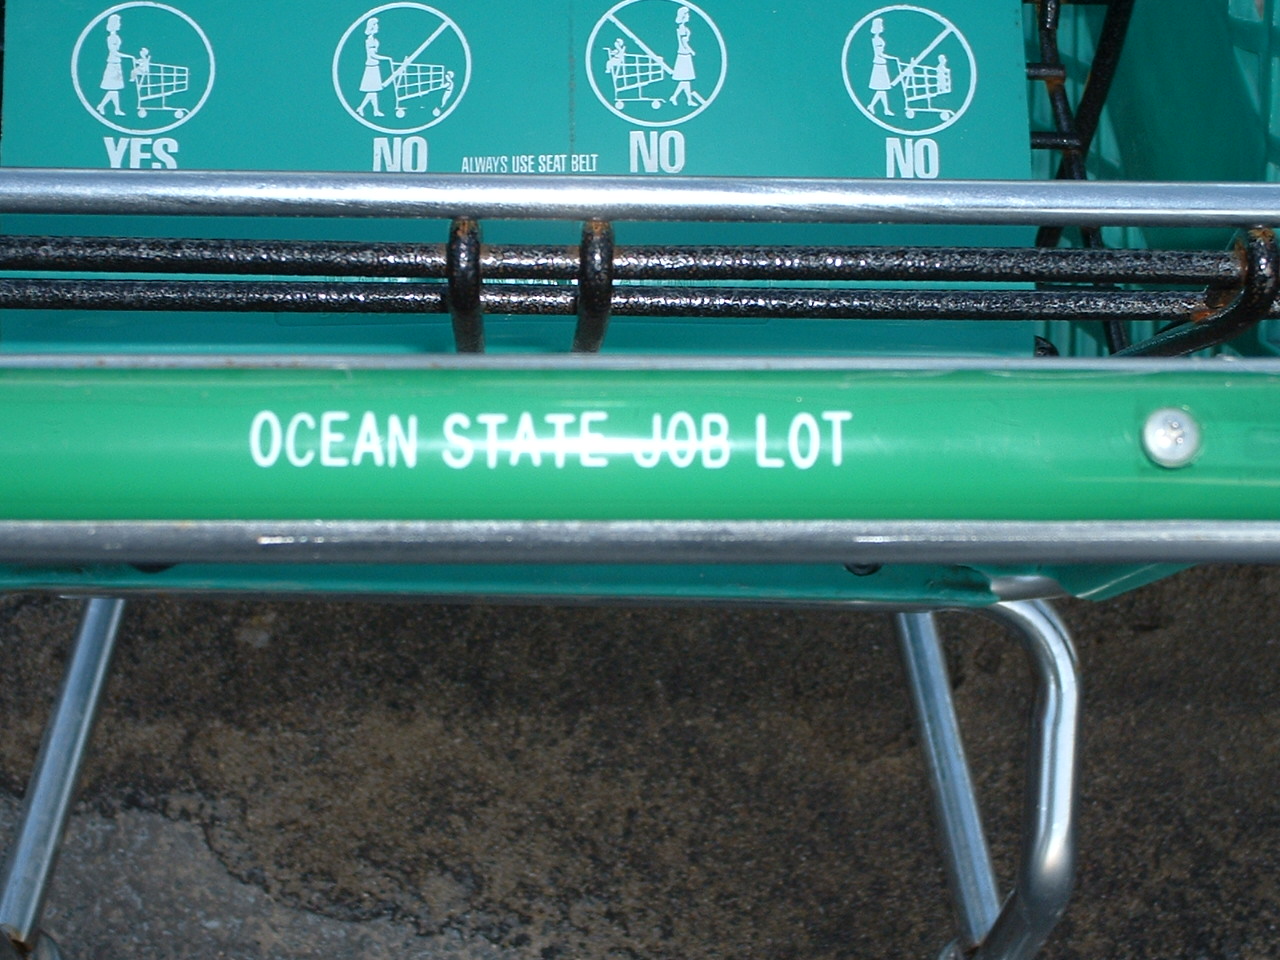 YES NO ALWAYS USE SEAT BELT NO NO
OCEAN STATE JOB LOT